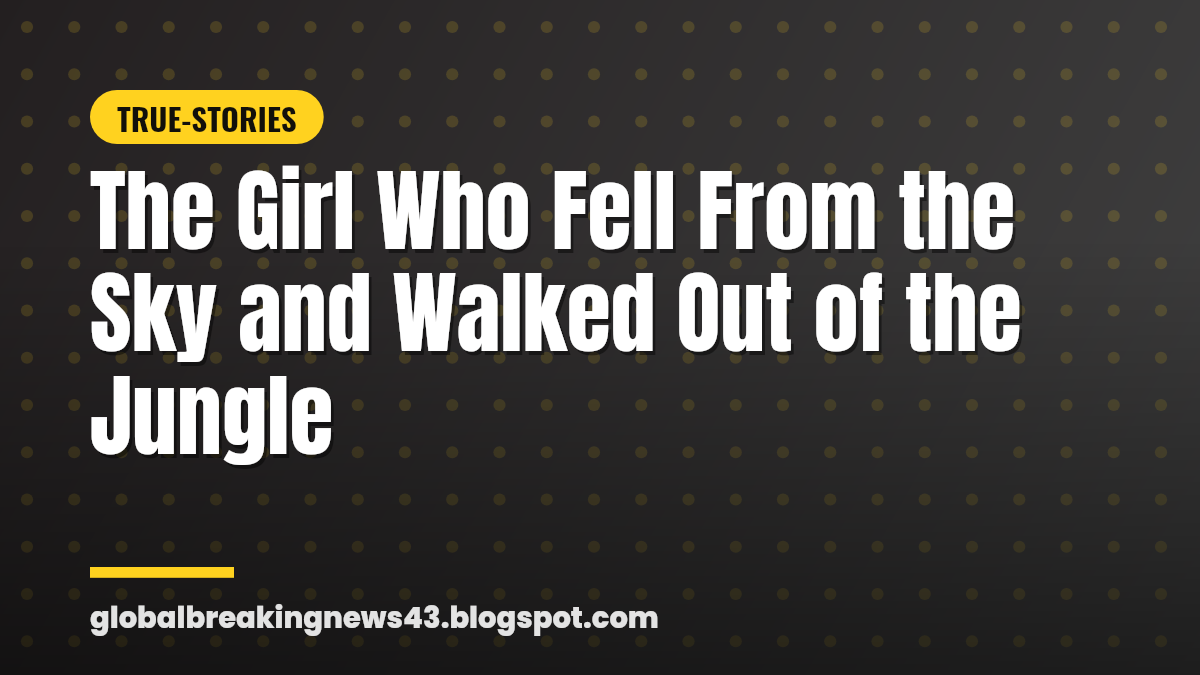 TRUE-STORIES
The Girl Who Fell From the
Sky and Walked Out of the
Jungle
globalbreakingnews43.blogspot.com